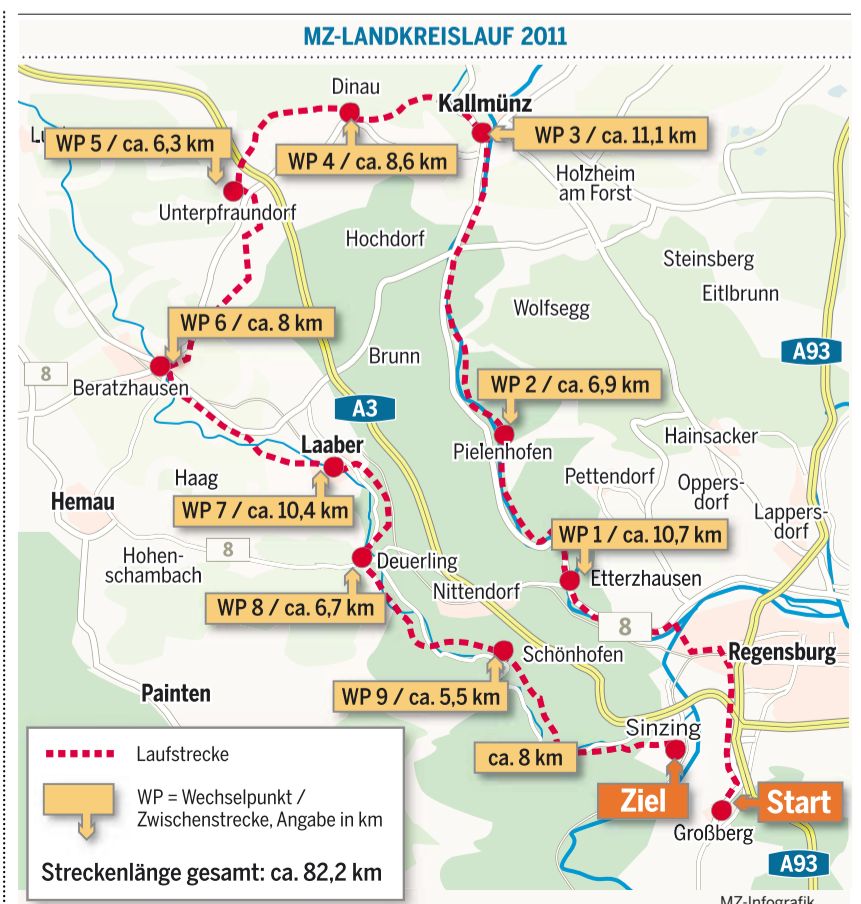 MZ-LANDKREISLAUF 2011
Dinau
Kallmünz
WP 5 / ca. 6,3 km
WP 4 / ca. 8,6 km
WP 3 / ca. 11,1 km
Unterpfraundorf
Holzheim
am Forst
Hochdorf
Steinsberg
Eitlbrunn
Wolfsegg
WP 6 / ca. 8 km
A93
Brunn
8
Beratzhausen
WP 2 / ca. 6,9 km
A3
Laaber
Pielenhofen
Hainsacker
Haag
Pettendorf
Oppers-
dorf
Hemau
WP 7 / ca. 10,4 km
Lappers-
dorf
WP 1 / ca. 10,7 km
Hohen-
schambach
8
Deuerling
Etterzhausen
Nittendorf
WP 8 / ca. 6,7 km
8
Schönhofen
Regensburg
WP 9 / ca. 5,5 km
Painten
Sinzing
ca. 8 km
Ziel
Start
Großberg
A93
Laufstrecke
WP = Wechselpunkt /
Zwischenstrecke, Angabe in km
Streckenlänge gesamt: ca. 82,2 km
MZ-Infografik